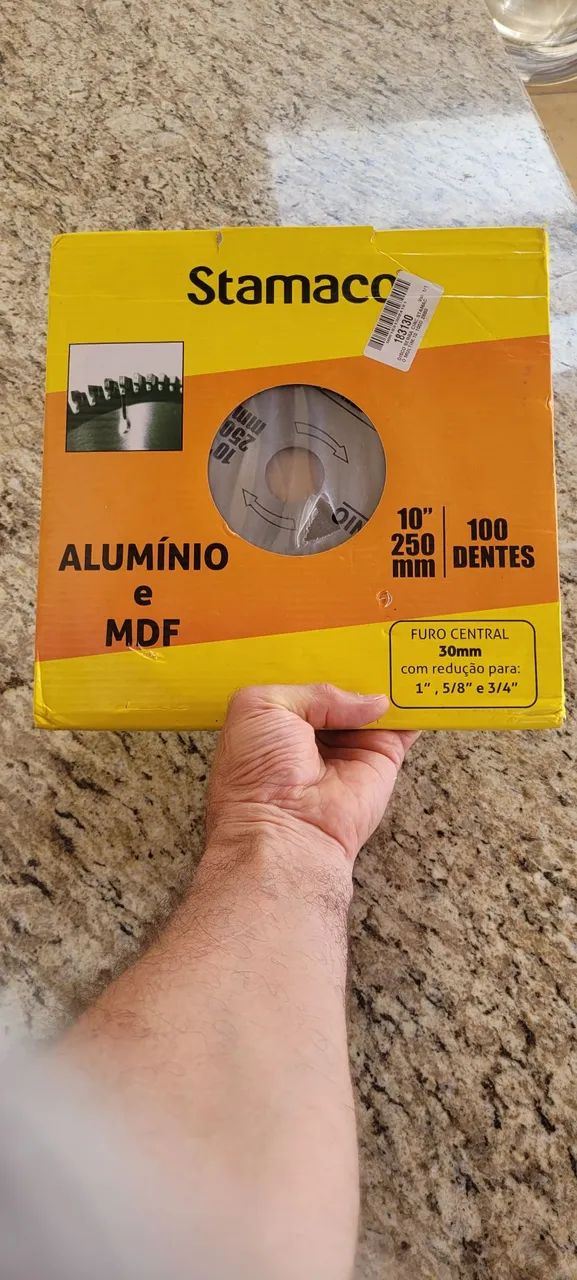 Stamaco
183130
10"
250
mm
ALUMÍNIO
e
MDF
10"
250
mm
100
DENTES
FURO CENTRAL
30mm
com redução para:
1", 5/8" e 3/4"